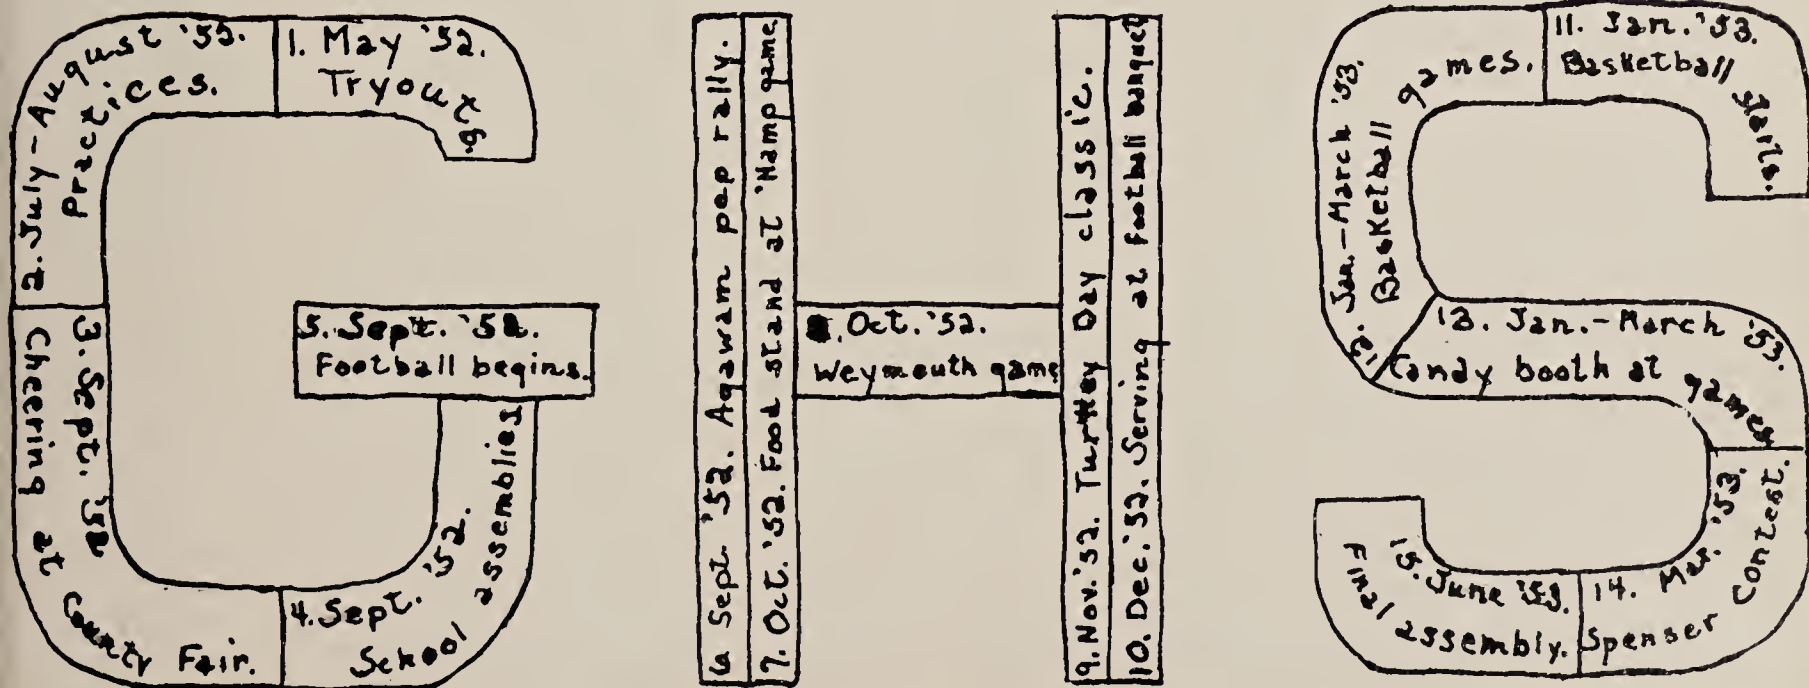 1. May '52.
Tryouts.
2. July-August '52.
Practices.
3. Sept. '52
Cheering at County Fair.
4. Sept. '52.
School assemblies
5. Sept. '52.
Football begins.
6 Sept. '52. Agawam pep rally.
7. Oct. '52. Food stand at 'Hamp game.
Oct. '52.
Weymouth game
9. Nov. '52. Turkey Day classic.
10. Dec. '52. Serving at football banquet
11. Jan. '53.
Basketball starts.
12. Jan.-March '53.
Basketball games.
13. Jan.-March '53.
Candy booth at games
14. Mar. '53.
Spenser Contest.
15. June '53.
Final assembly.